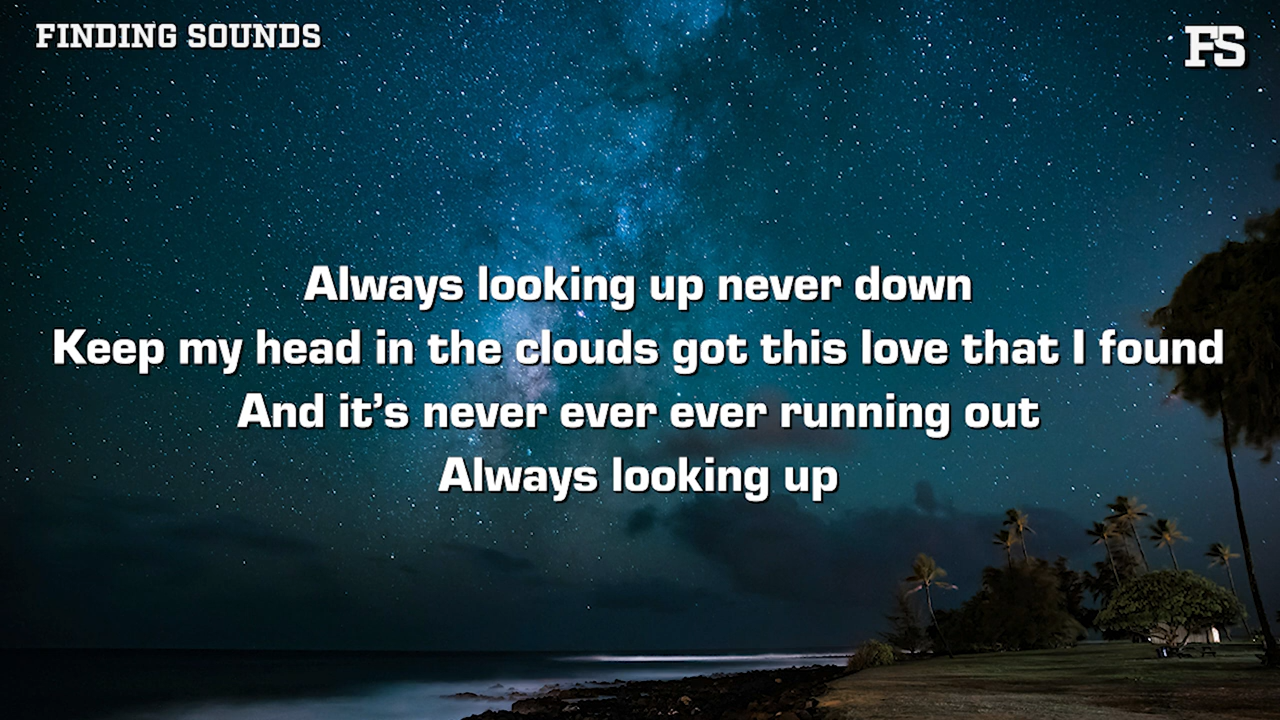 FINDING SOUNDS
FS
Always looking up never down
Keep my head in the clouds got this love that I found
And it’s never ever ever running out
Always looking up